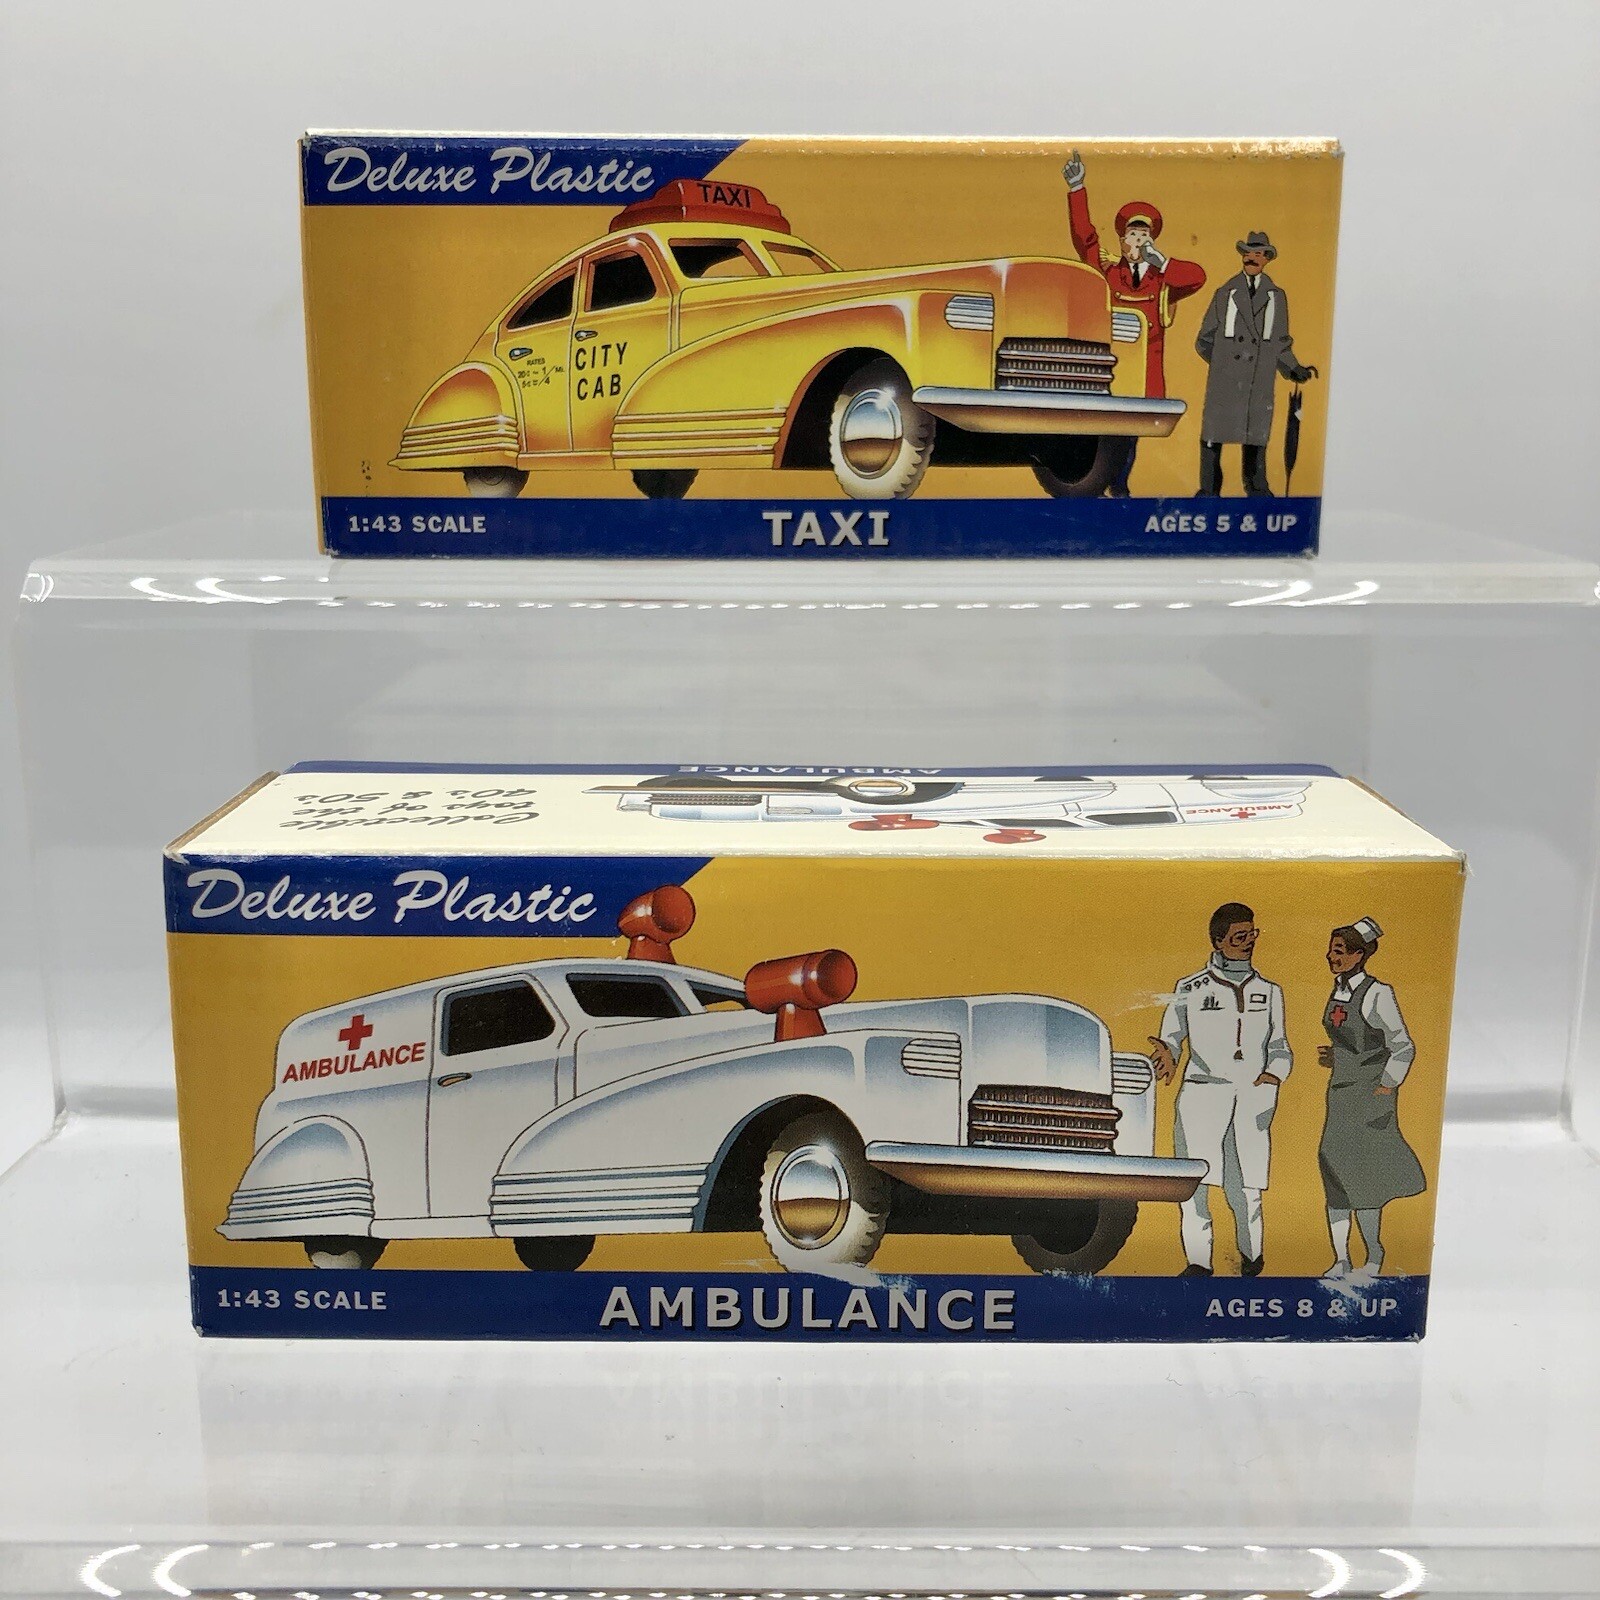 Deluxe Plastic
TAXI
CITY
CAB
RATES
1:43 SCALE
TAXI
AGES 5 & UP
AMBULANCE
Collectible
toys of the
40's & 50's
AMBULANCE
Deluxe Plastic
AMBULANCE
1:43 SCALE
AMBULANCE
AGES 8 & UP